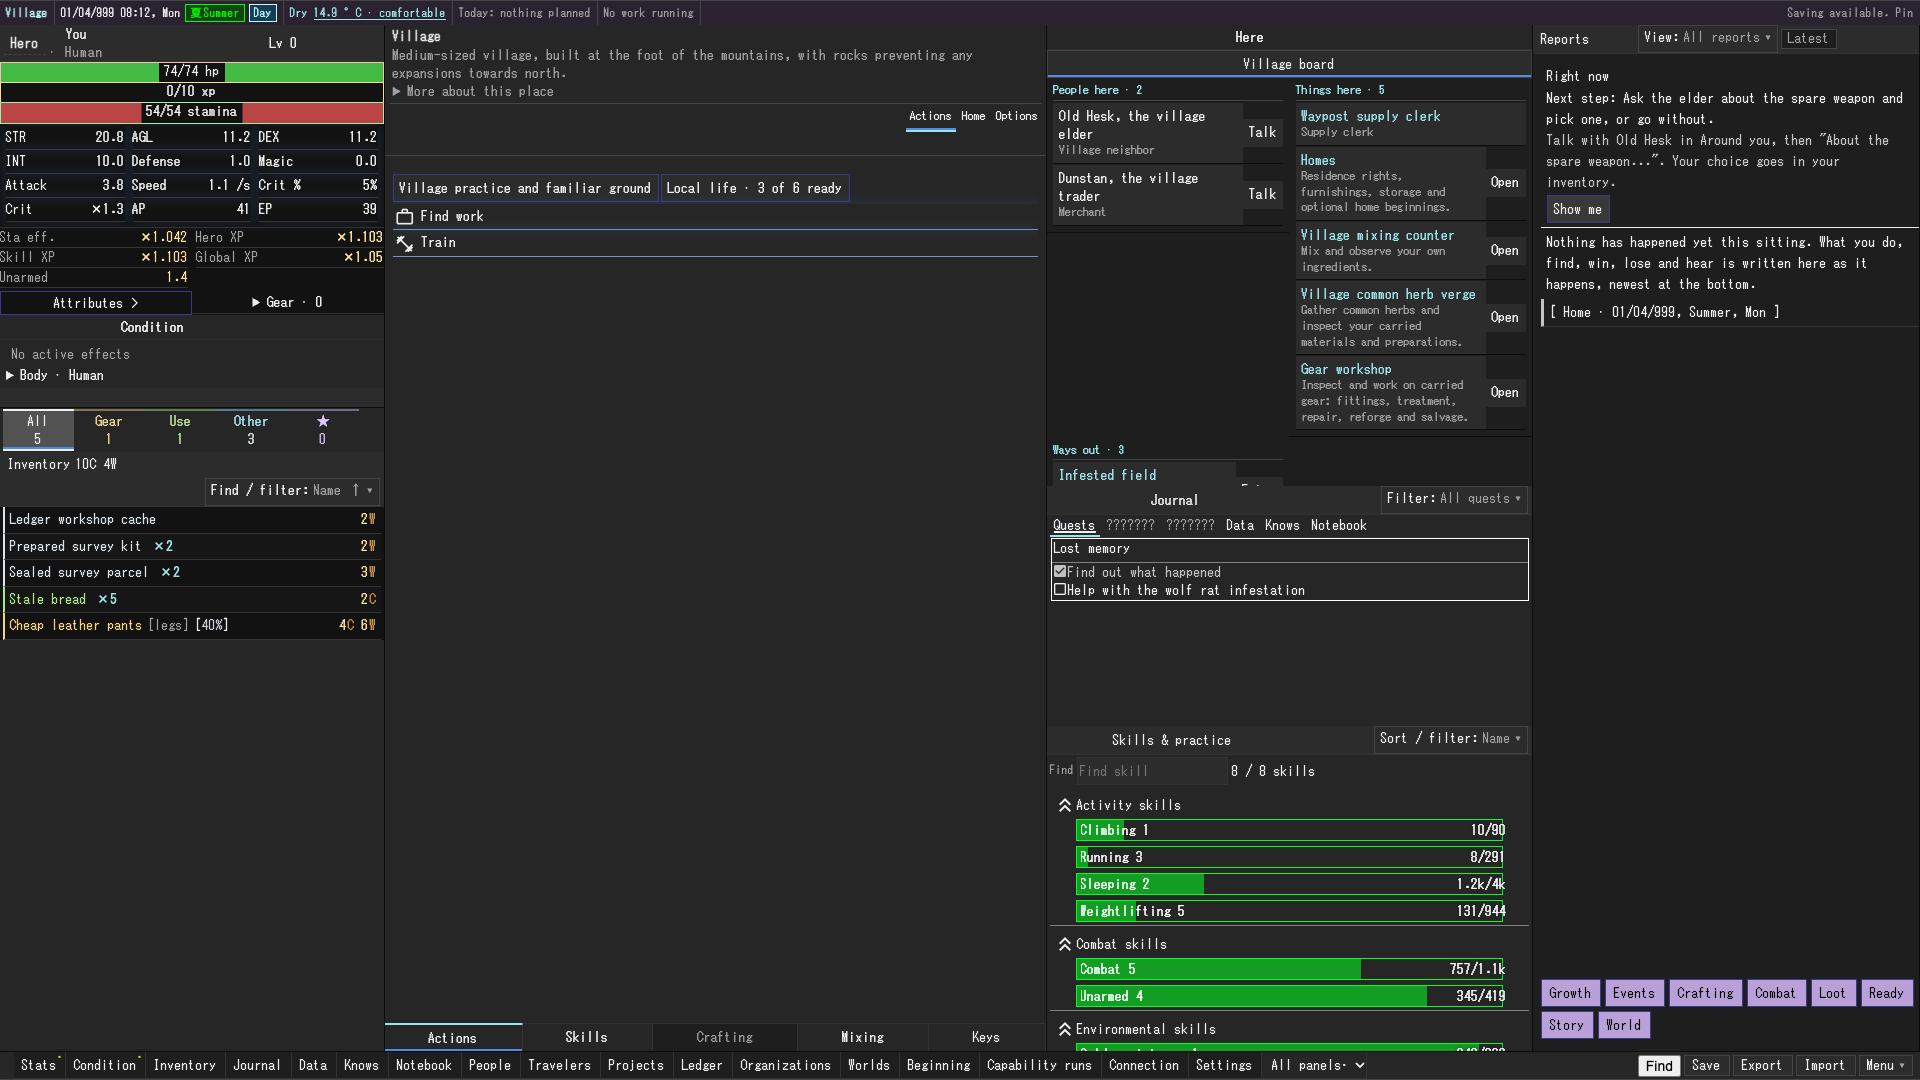 Village 01/04/999 08:12, Mon 夏Summer Day Dry 14.9 ° C · comfortable Today: nothing planned No work running Saving available. Pin
Hero · You Human Lv 0
74/74 hp
0/10 xp
54/54 stamina
STR 20.8 AGL 11.2 DEX 11.2
INT 10.0 Defense 1.0 Magic 0.0
Attack 3.8 Speed 1.1 /s Crit % 5%
Crit ×1.3 AP 41 EP 39
Sta eff. ×1.042 Hero XP ×1.103
Skill XP ×1.103 Global XP ×1.05
Unarmed 1.4
Attributes > ▶ Gear · 0
Condition
No active effects
▶ Body · Human
All 5 Gear 1 Use 1 Other 3 ★ 0
Inventory 10C 4W
Find / filter: Name ↑ ▾
Ledger workshop cache 2W
Prepared survey kit ×2 2W
Sealed survey parcel ×2 3W
Stale bread ×5 2C
Cheap leather pants [legs] [40%] 4C 6W
Village
Medium-sized village, built at the foot of the mountains, with rocks preventing any
expansions towards north.
▶ More about this place
Actions Home Options
Village practice and familiar ground Local life · 3 of 6 ready
Find work
Train
Actions Skills Crafting Mixing Keys
Here
Village board
People here · 2
Old Hesk, the village
elder
Village neighbor
Talk
Dunstan, the village
trader
Merchant
Talk
Things here · 5
Waypost supply clerk
Supply clerk
Homes
Residence rights,
furnishings, storage and
optional home beginnings.
Open
Village mixing counter
Mix and observe your own
ingredients.
Open
Village common herb verge
Gather common herbs and
inspect your carried
materials and preparations.
Open
Gear workshop
Inspect and work on carried
gear: fittings, treatment,
repair, reforge and salvage.
Open
Ways out · 3
Infested field
Journal Filter: All quests ▾
Quests ??????? ??????? Data Knows Notebook
Lost memory
Find out what happened
Help with the wolf rat infestation
Skills & practice Sort / filter: Name ▾
Find Find skill 8 / 8 skills
Activity skills
Climbing 1 10/90
Running 3 8/291
Sleeping 2 1.2k/4k
Weightlifting 5 131/944
Combat skills
Combat 5 757/1.1k
Unarmed 4 345/419
Environmental skills
Reports View: All reports ▾ Latest
Right now
Next step: Ask the elder about the spare weapon and
pick one, or go without.
Talk with Old Hesk in Around you, then "About the
spare weapon...". Your choice goes in your
inventory.
Show me
Nothing has happened yet this sitting. What you do,
find, win, lose and hear is written here as it
happens, newest at the bottom.
[ Home · 01/04/999, Summer, Mon ]
Growth Events Crafting Combat Loot Ready
Story World
Stats Condition Inventory Journal Data Knows Notebook People Travelers Projects Ledger Organizations Worlds Beginning Capability runs Connection Settings All panels· Find Save Export Import Menu ▾